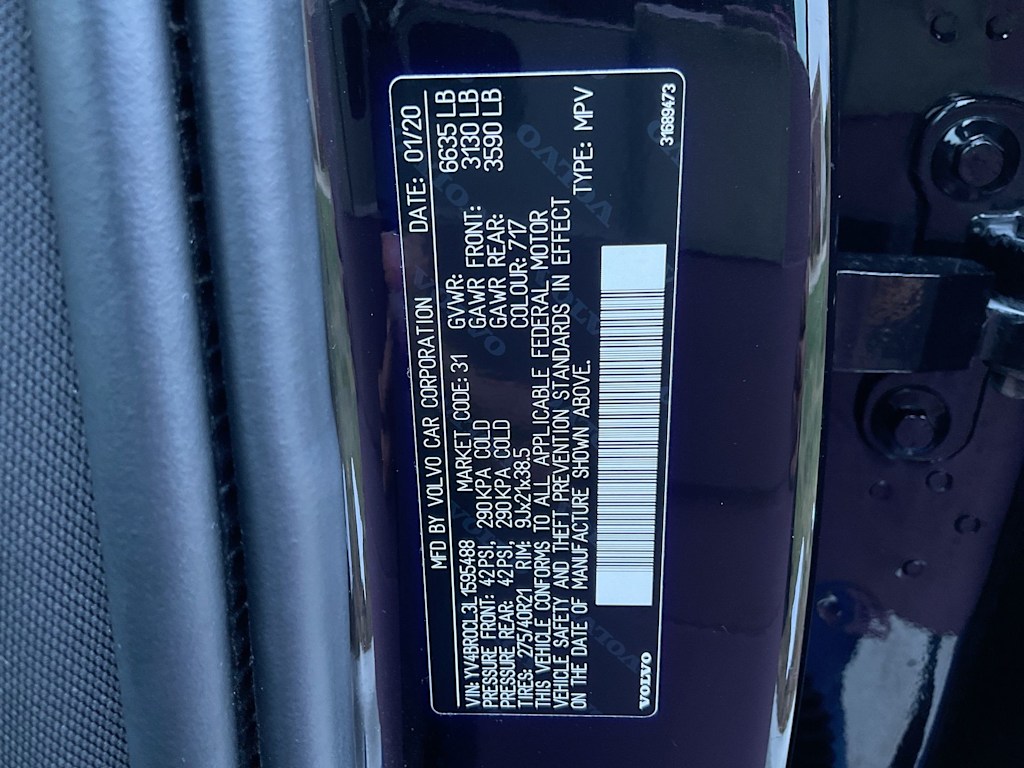 MFD BY VOLVO CAR CORPORATION DATE: 01/20
VIN: YV4BR0CL3L1595488 MARKET CODE: 31 GVWR: 6635 LB
PRESSURE FRONT: 42PSI, 290KPA COLD GAWR FRONT: 3130 LB
PRESSURE REAR: 42PSI, 290KPA COLD GAWR REAR: 3590 LB
TIRES: 275/40R21 RIM: 9Jx21x38.5 COLOUR: 717
THIS VEHICLE CONFORMS TO ALL APPLICABLE FEDERAL MOTOR
VEHICLE SAFETY AND THEFT PREVENTION STANDARDS IN EFFECT
ON THE DATE OF MANUFACTURE SHOWN ABOVE. TYPE: MPV
VOLVO 31689473